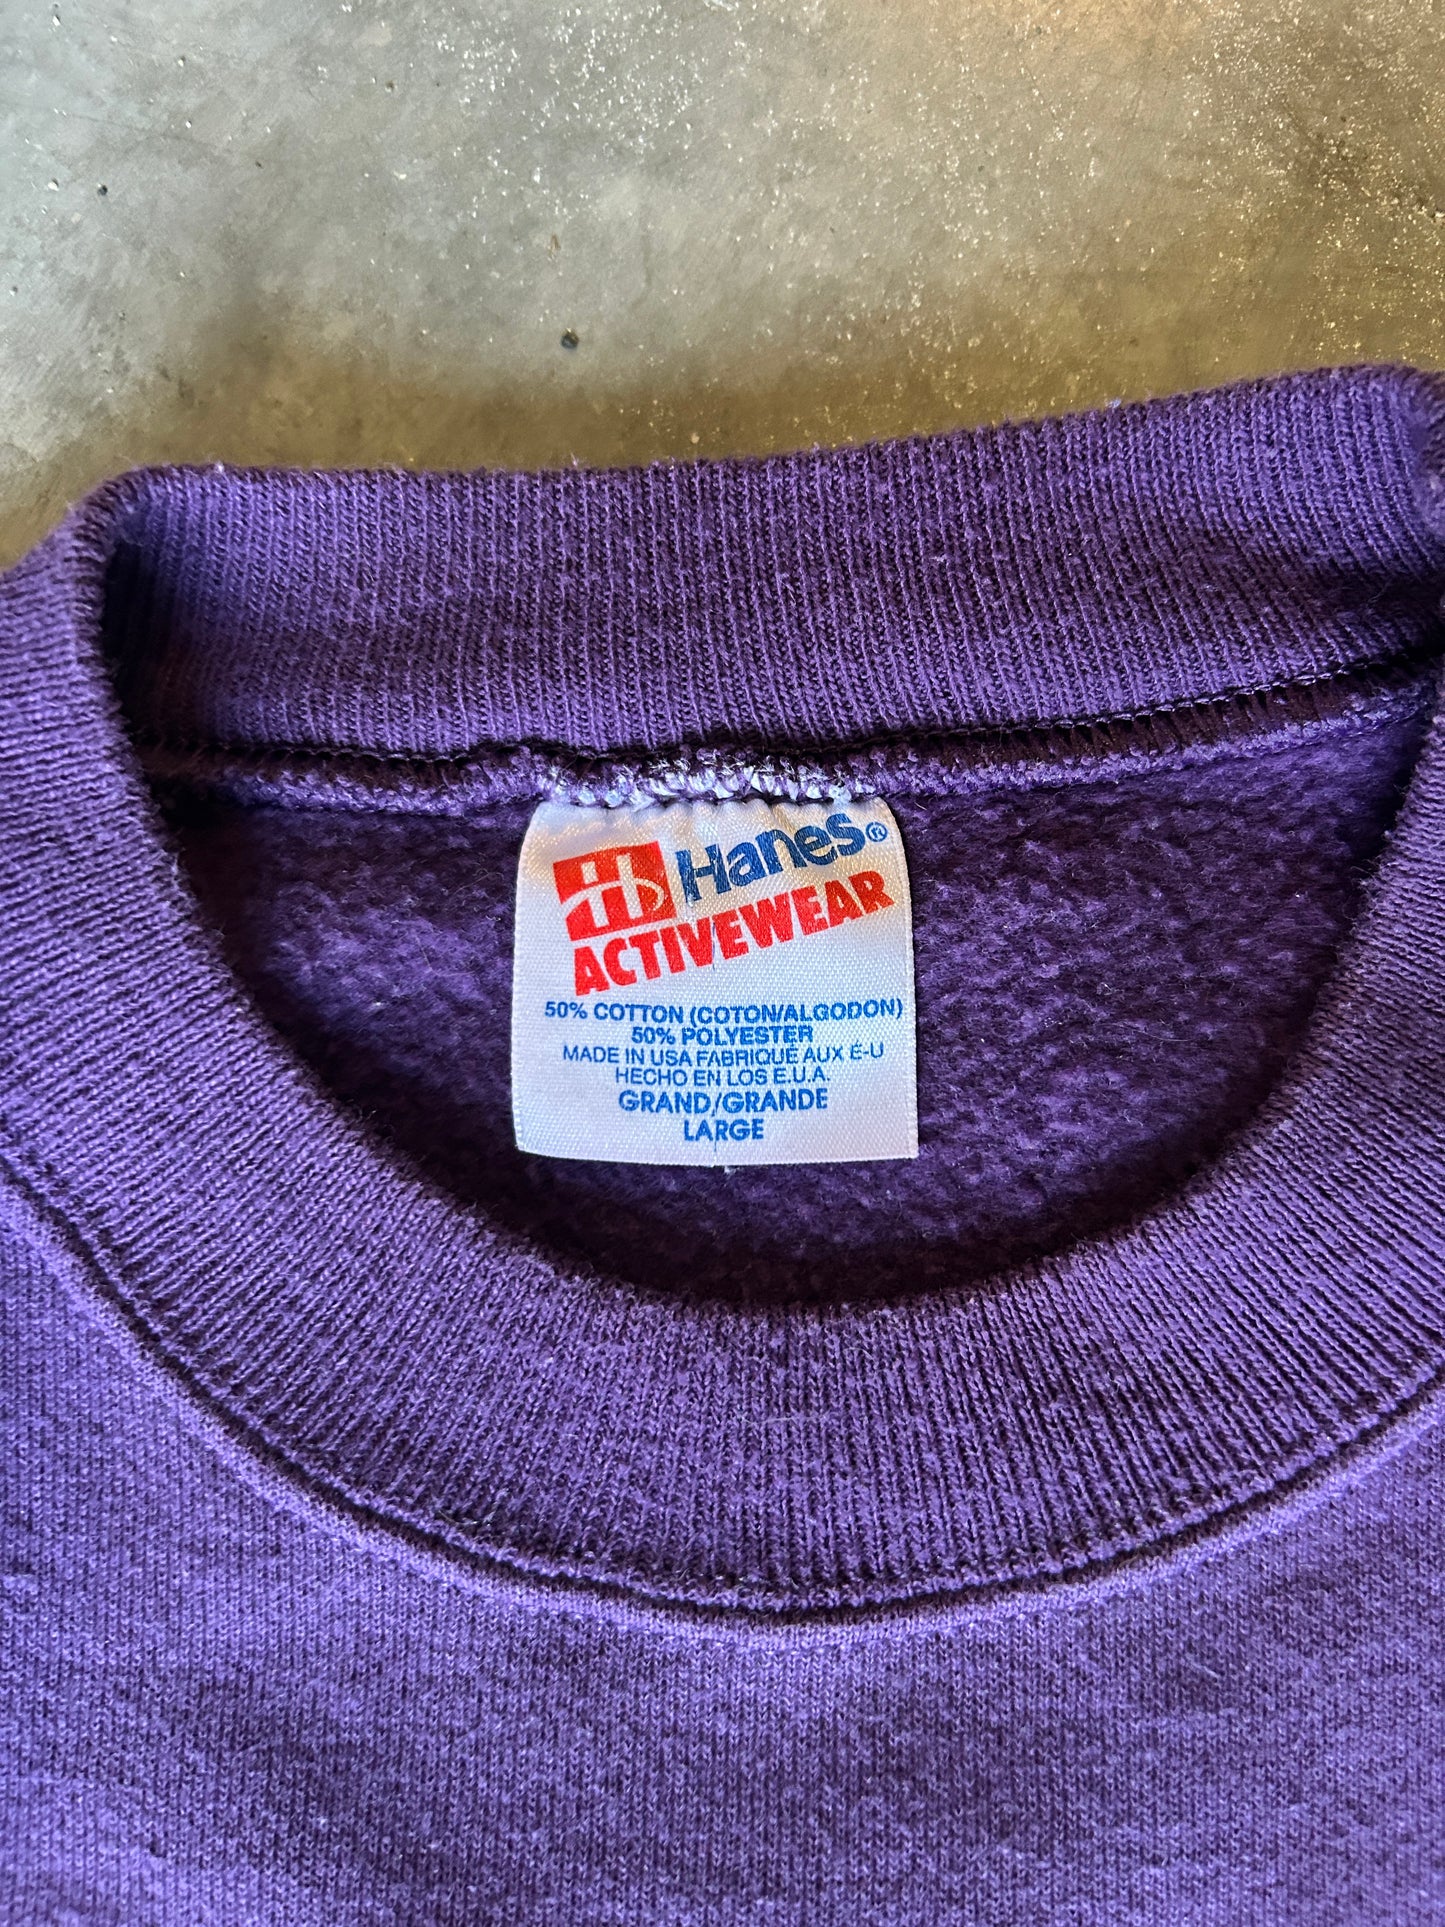 H Hanes®
ACTIVEWEAR
50% COTTON (COTON/ALGODON)
50% POLYESTER
MADE IN USA FABRIQUÉ AUX É-U
HECHO EN LOS E.U.A.
GRAND/GRANDE
LARGE